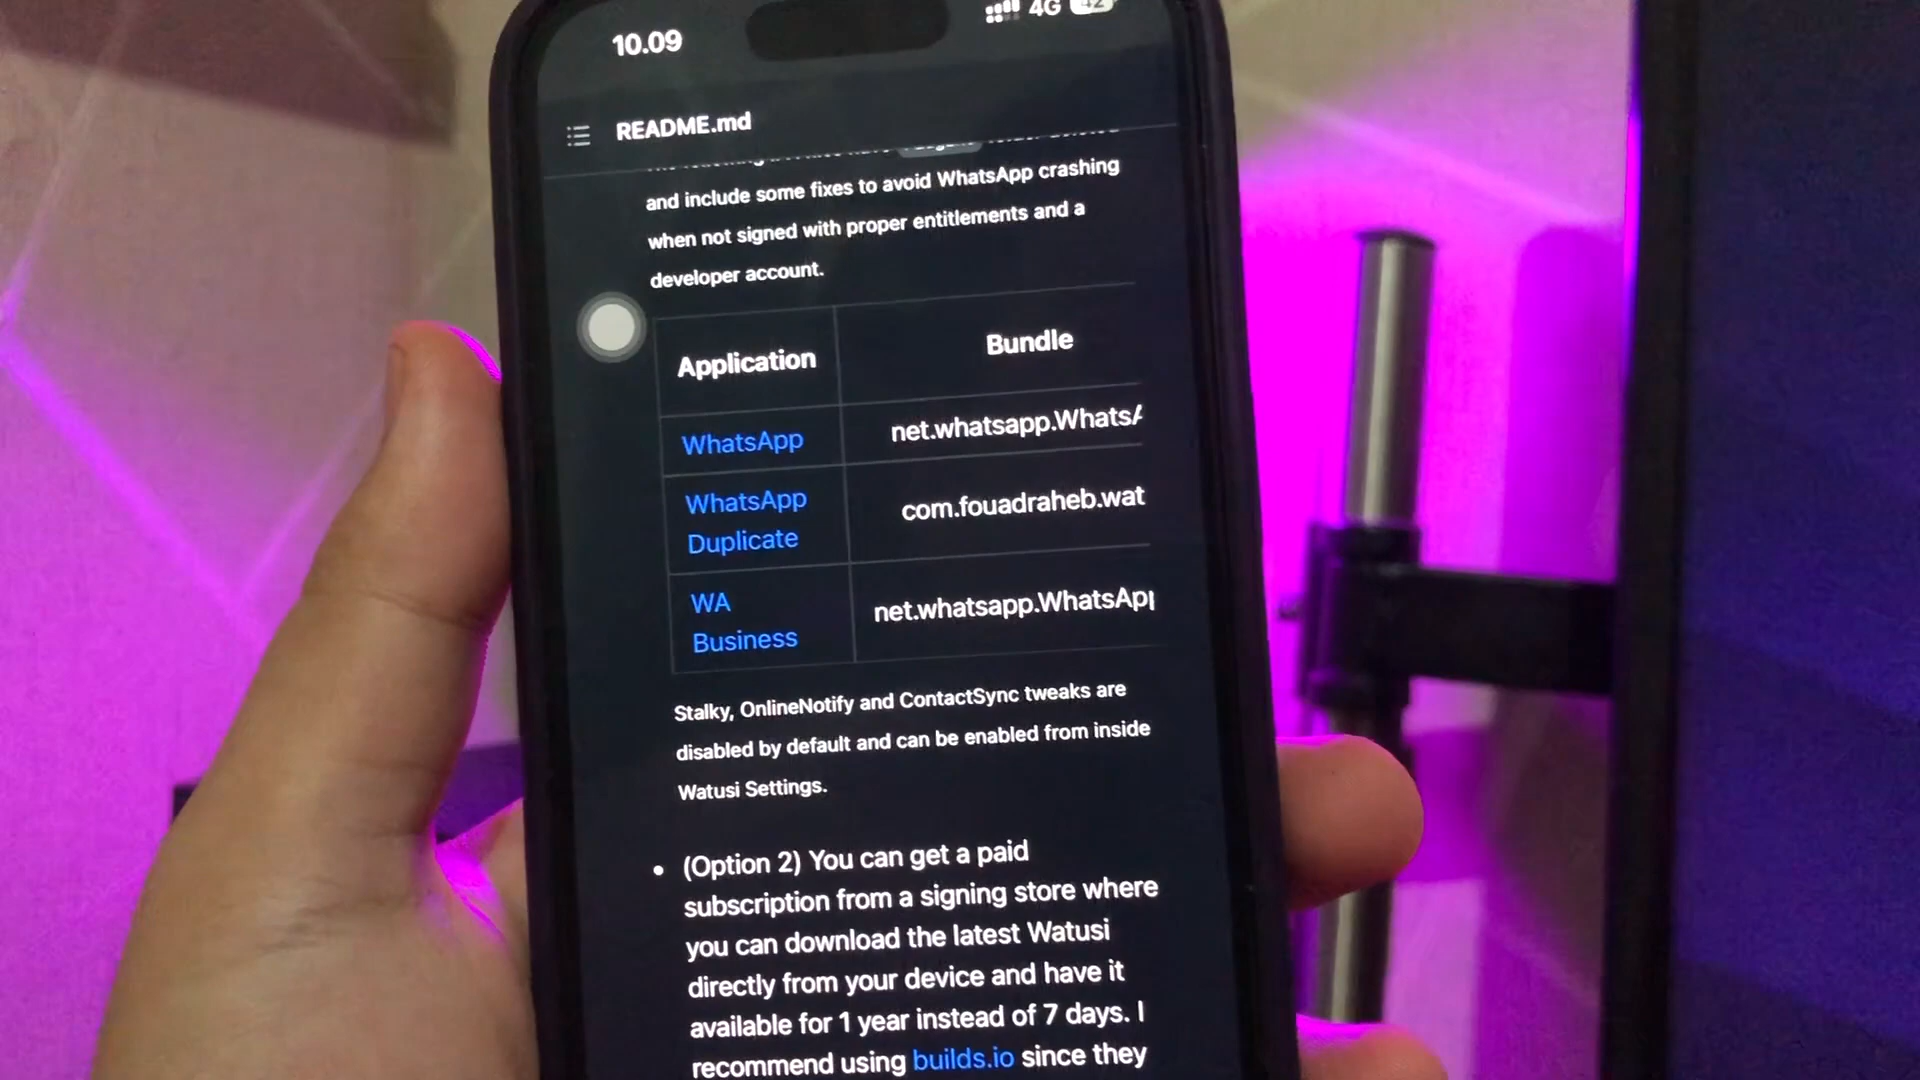 10.09
4G 42
README.md
and include some fixes to avoid WhatsApp crashing
when not signed with proper entitlements and a
developer account.
Application
Bundle
WhatsApp
net.whatsapp.WhatsA
WhatsApp
Duplicate
com.fouadraheb.wat
WA
Business
net.whatsapp.WhatsApp
Stalky, OnlineNotify and ContactSync tweaks are
disabled by default and can be enabled from inside
Watusi Settings.
• (Option 2) You can get a paid
subscription from a signing store where
you can download the latest Watusi
directly from your device and have it
available for 1 year instead of 7 days. I
recommend using builds.io since they